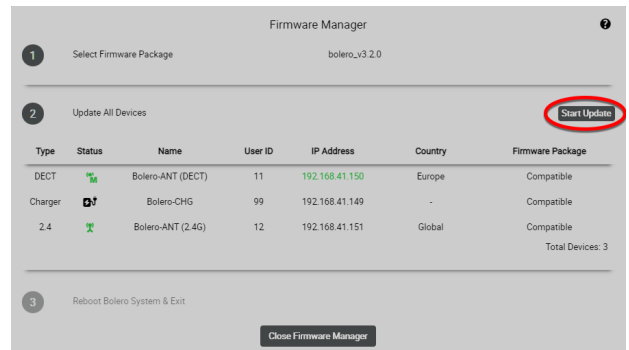 Firmware Manager
?
1 Select Firmware Package bolero_v3.2.0
2 Update All Devices Start Update
Type Status Name User ID IP Address Country Firmware Package
DECT M Bolero-ANT (DECT) 11 192.168.41.150 Europe Compatible
Charger Bolero-CHG 99 192.168.41.149 - Compatible
2.4 Bolero-ANT (2.4G) 12 192.168.41.151 Global Compatible
Total Devices: 3
3 Reboot Bolero System & Exit
Close Firmware Manager